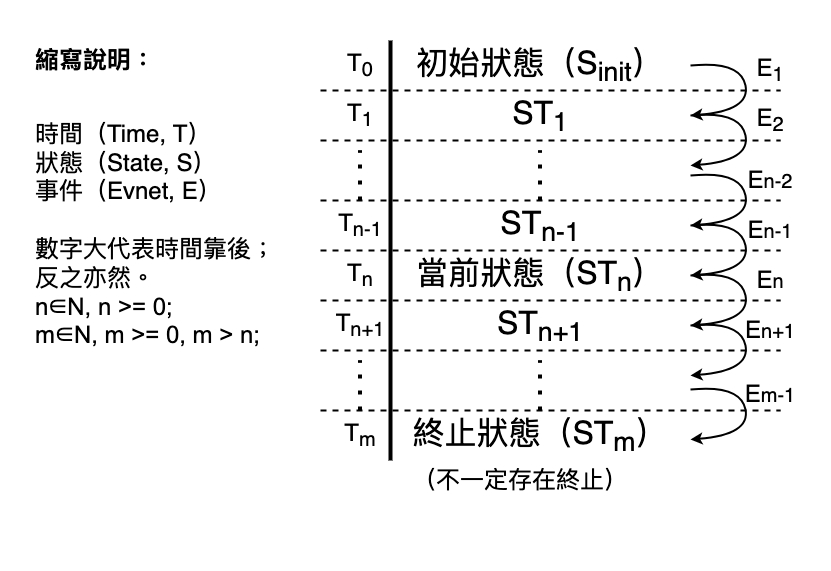 縮寫說明：
時間（Time, T）
狀態（State, S）
事件（Evnet, E）
數字大代表時間靠後；
反之亦然。
n∈N, n >= 0;
m∈N, m >= 0, m > n;
T0 初始狀態（Sinit） E1
T1 ST1 E2
En-2
Tn-1 STn-1 En-1
Tn 當前狀態（STn） En
Tn+1 STn+1 En+1
Em-1
Tm 終止狀態（STm）
（不一定存在終止）